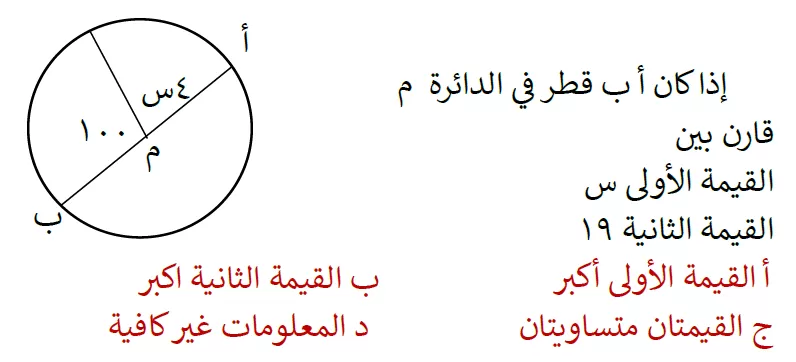 أ
٤س
١٠٠
م
ب
إذا كان أ ب قطر في الدائرة م
قارن بين
القيمة الأولى س
القيمة الثانية ١٩
أ القيمة الأولى أكبر
ب القيمة الثانية اكبر
ج القيمتان متساويتان
د المعلومات غير كافية